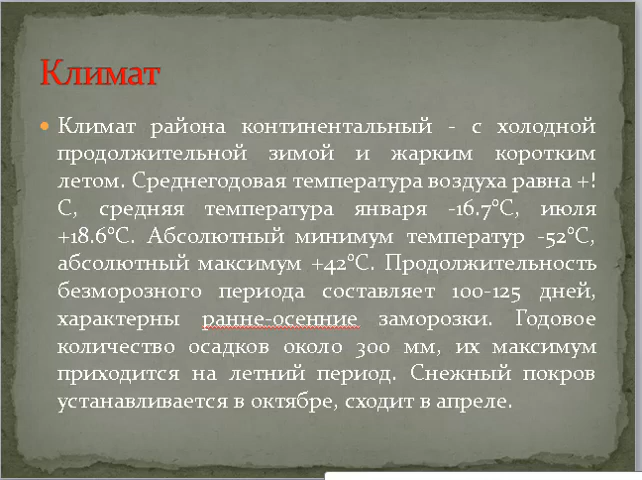 Климат
• Климат района континентальный - с холодной
продолжительной зимой и жарким коротким
летом. Среднегодовая температура воздуха равна +!
С, средняя температура января -16.7°С, июля
+18.6°С. Абсолютный минимум температур -52°С,
абсолютный максимум +42°С. Продолжительность
безморозного периода составляет 100-125 дней,
характерны ранне-осенние заморозки. Годовое
количество осадков около 300 мм, их максимум
приходится на летний период. Снежный покров
устанавливается в октябре, сходит в апреле.